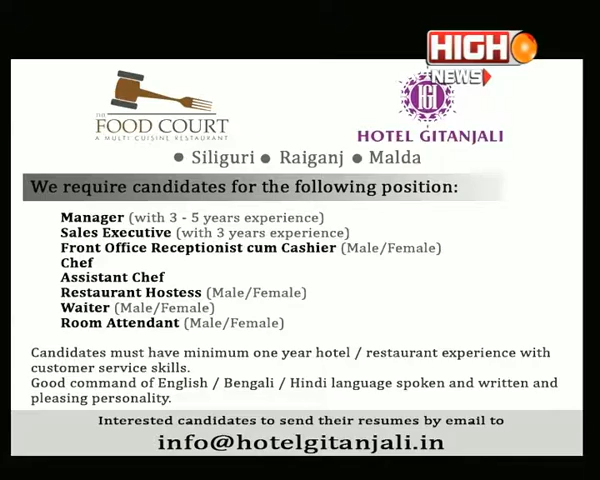 HIGH
NEWS
THE
FOOD COURT
A MULTI CUISINE RESTAURANT
HGI
HOTEL GITANJALI
• Siliguri • Raiganj • Malda
We require candidates for the following position:
Manager (with 3 - 5 years experience)
Sales Executive (with 3 years experience)
Front Office Receptionist cum Cashier (Male/Female)
Chef
Assistant Chef
Restaurant Hostess (Male/Female)
Waiter (Male/Female)
Room Attendant (Male/Female)
Candidates must have minimum one year hotel / restaurant experience with
customer service skills.
Good command of English / Bengali / Hindi language spoken and written and
pleasing personality.
Interested candidates to send their resumes by email to
info@hotelgitanjali.in